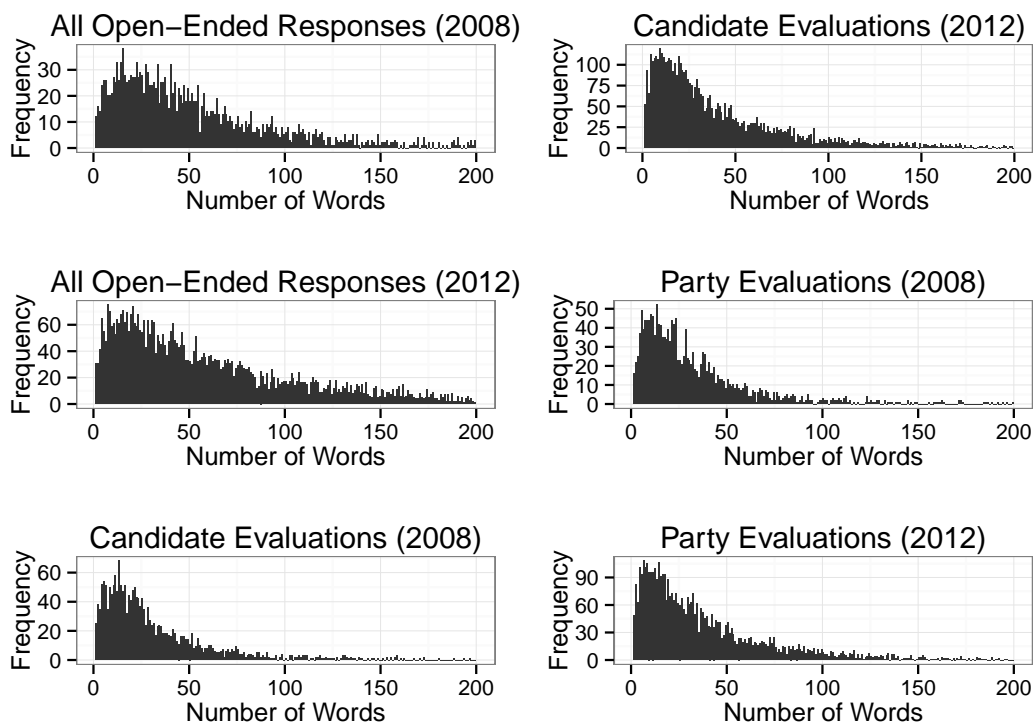 All Open−Ended Responses (2008)
Frequency
30
20
10
0
0 50 100 150 200
Number of Words
Candidate Evaluations (2012)
Frequency
100
75
50
25
0
0 50 100 150 200
Number of Words
All Open−Ended Responses (2012)
Frequency
60
40
20
0
0 50 100 150 200
Number of Words
Party Evaluations (2008)
Frequency
50
40
30
20
10
0
0 50 100 150 200
Number of Words
Candidate Evaluations (2008)
Frequency
60
40
20
0
0 50 100 150 200
Number of Words
Party Evaluations (2012)
Frequency
90
60
30
0
0 50 100 150 200
Number of Words